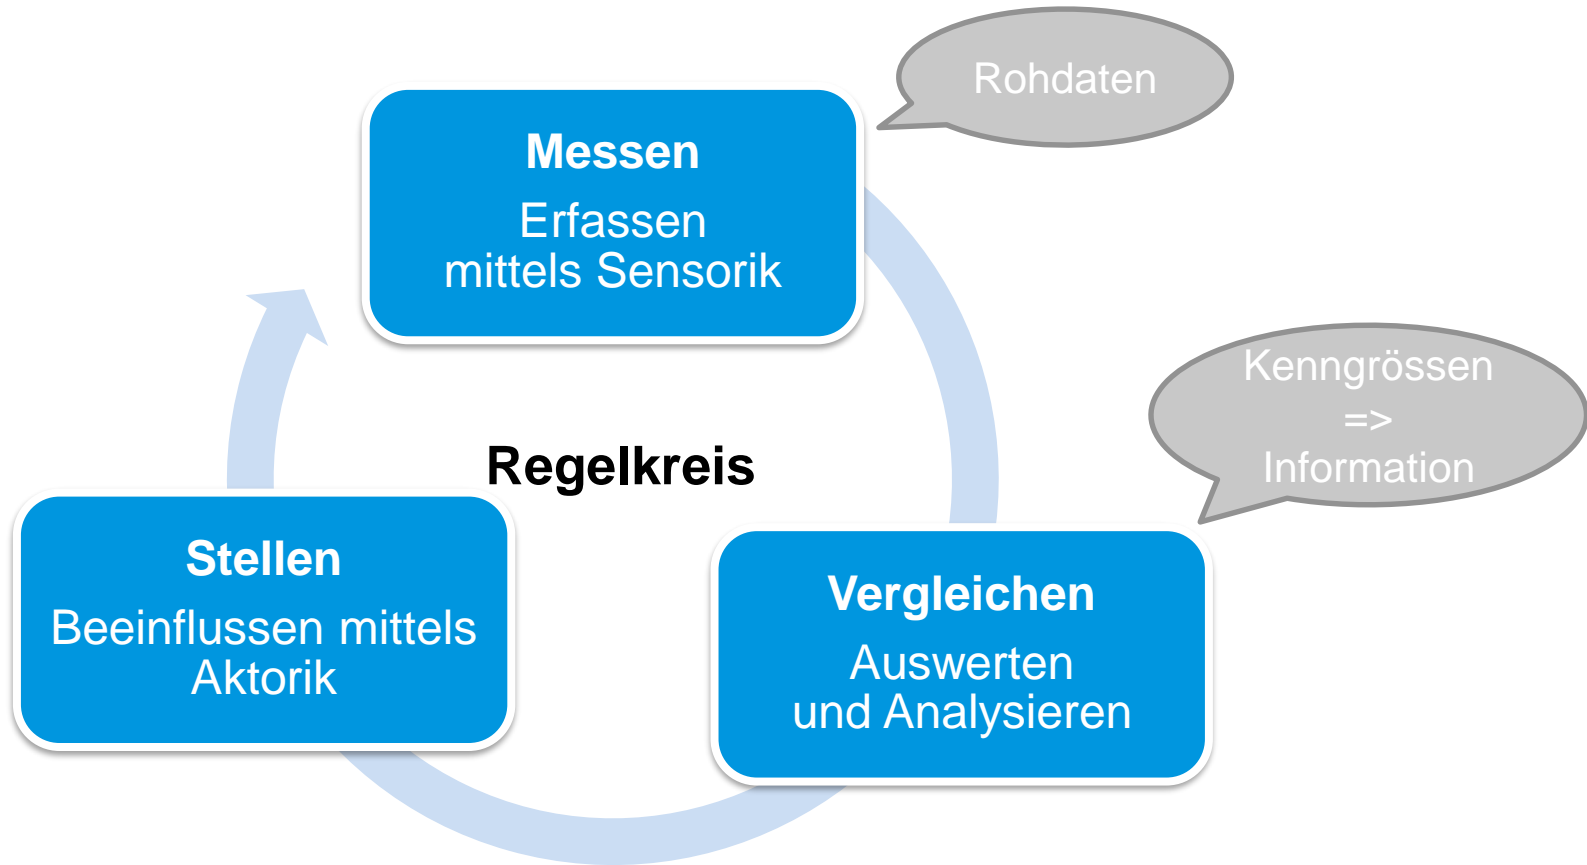 Rohdaten
Messen
Erfassen
mittels Sensorik
Kenngrössen
=>
Information
Regelkreis
Stellen
Beeinflussen mittels
Aktorik
Vergleichen
Auswerten
und Analysieren